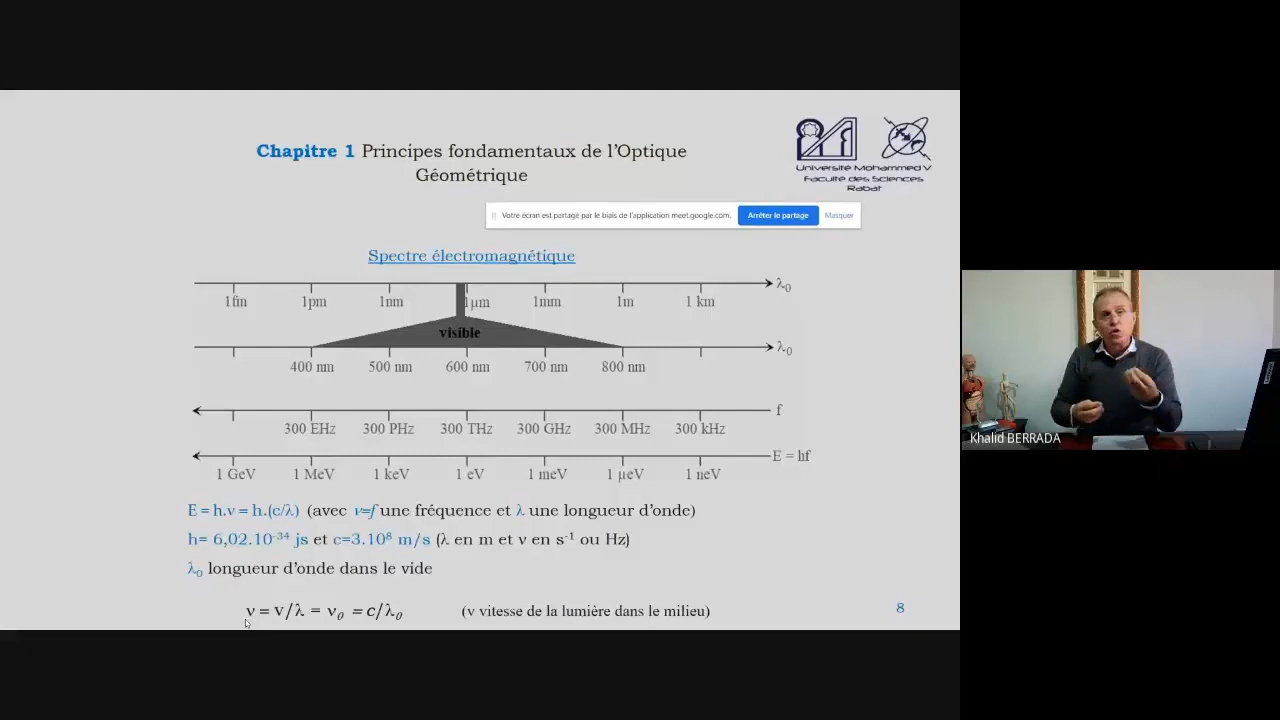 Chapitre 1 Principes fondamentaux de l'Optique
Géométrique
Université Mohammed V
Faculté des Sciences
Rabat
Votre écran est partagé par le biais de l'application meet.google.com. Arrêter le partage Masquer
Spectre électromagnétique
1fm 1pm 1nm 1µm 1mm 1m 1 km λ₀
visible
400 nm 500 nm 600 nm 700 nm 800 nm λ₀
300 EHz 300 PHz 300 THz 300 GHz 300 MHz 300 kHz f
1 GeV 1 MeV 1 keV 1 eV 1 meV 1 µeV 1 neV E = hf
E = h.ν = h.(c/λ) (avec ν=f une fréquence et λ une longueur d'onde)
h= 6,02.10⁻³⁴ js et c=3.10⁸ m/s (λ en m et ν en s⁻¹ ou Hz)
λ₀ longueur d'onde dans le vide
ν = v/λ = ν₀ = c/λ₀ (v vitesse de la lumière dans le milieu)
8
Khalid BERRADA